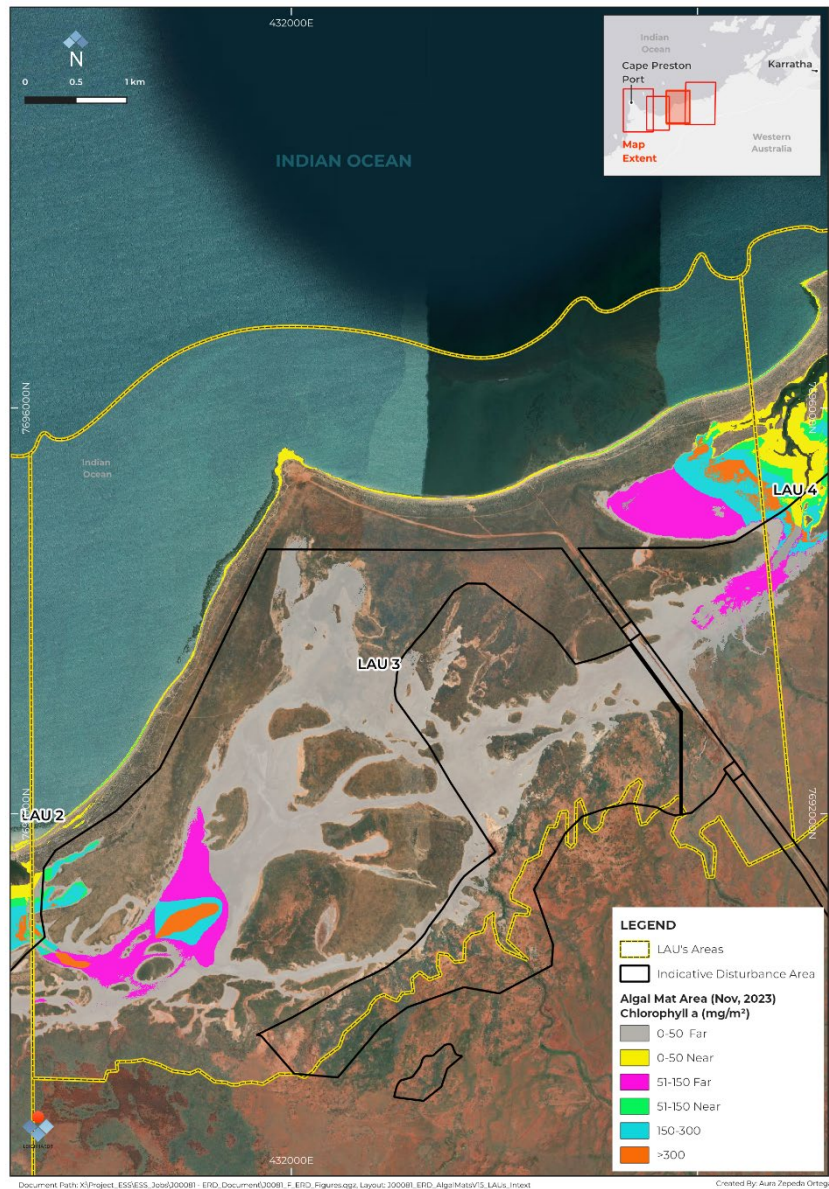 432000E
N
0 0.5 1 km
Indian
Ocean
Cape Preston
Port
Karratha
Map
Extent
Western
Australia
INDIAN OCEAN
7696000N
7696000N
Indian
Ocean
LAU 4
LAU 3
LAU 2
7692000N
LEGEND
LAU's Areas
Indicative Disturbance Area
Algal Mat Area (Nov, 2023)
Chlorophyll a (mg/m²)
0-50 Far
0-50 Near
51-150 Far
51-150 Near
150-300
>300
432000E
Created By: Aura Zepeda Ortega